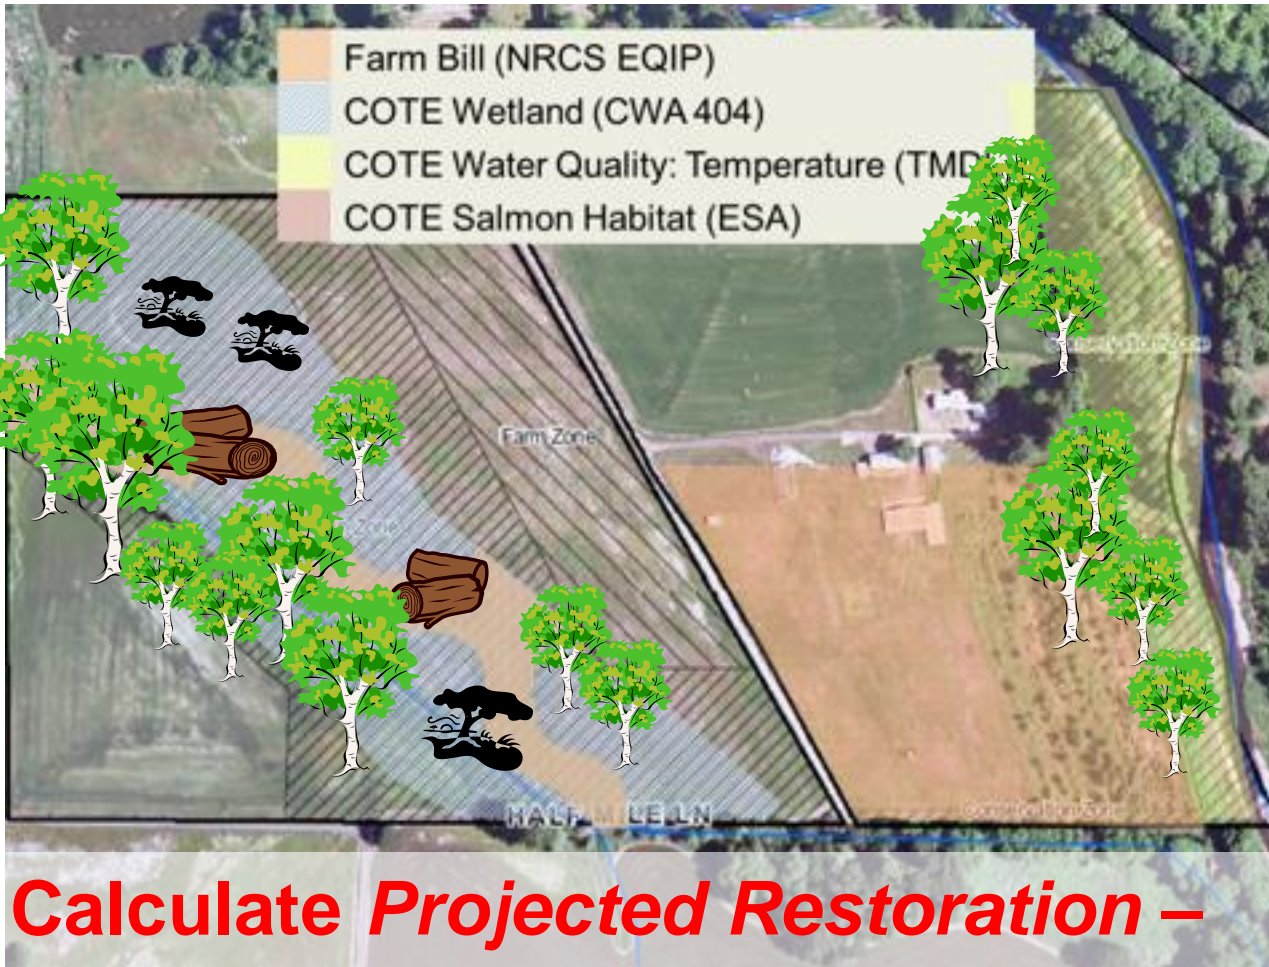 Farm Bill (NRCS EQIP)
COTE Wetland (CWA 404)
COTE Water Quality: Temperature (TMD
COTE Salmon Habitat (ESA)
Farm Zone
Zone
HALF MILE LN
Calculate Projected Restoration –